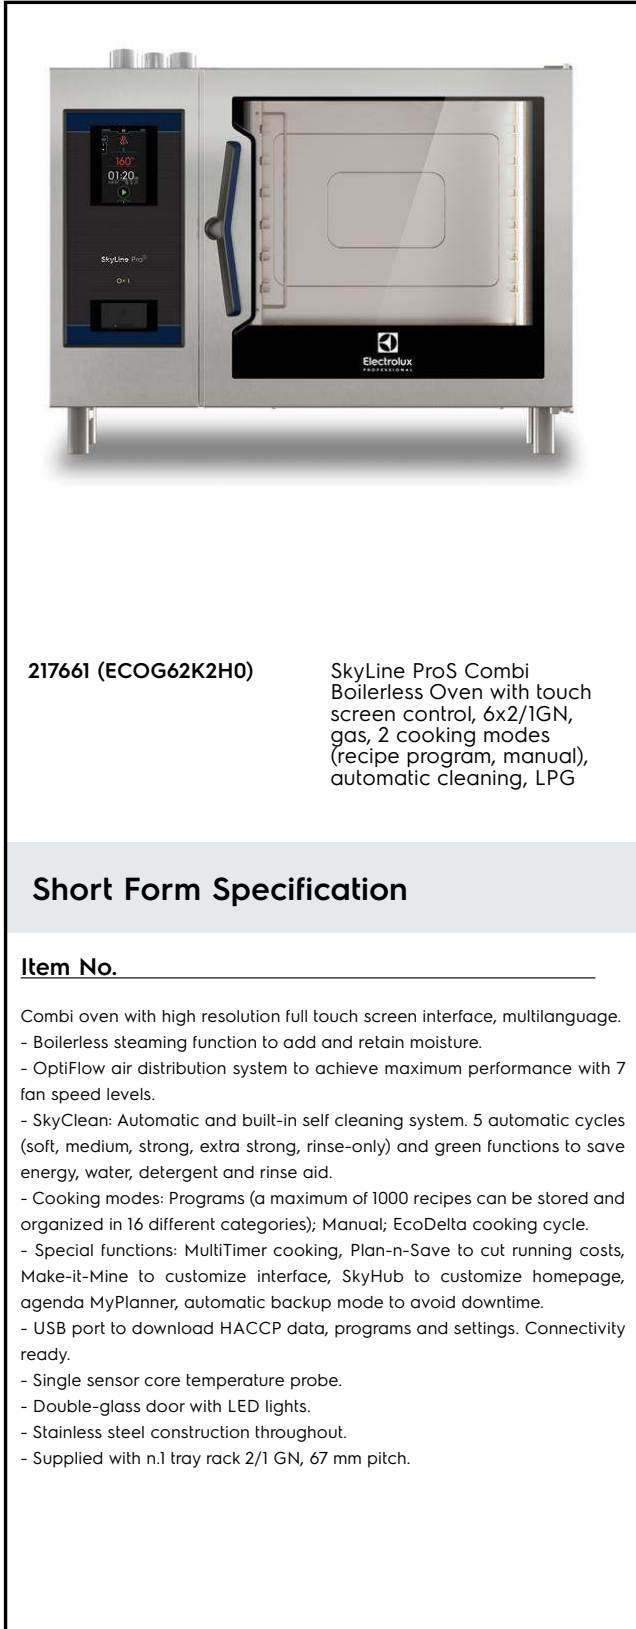 160°
01:20
SkyLine Pro
Electrolux
PROFESSIONAL
217661 (ECOG62K2H0)
SkyLine ProS Combi
Boilerless Oven with touch
screen control, 6x2/1GN,
gas, 2 cooking modes
(recipe program, manual),
automatic cleaning, LPG
Short Form Specification
Item No.
Combi oven with high resolution full touch screen interface, multilanguage.
- Boilerless steaming function to add and retain moisture.
- OptiFlow air distribution system to achieve maximum performance with 7
fan speed levels.
- SkyClean: Automatic and built-in self cleaning system. 5 automatic cycles
(soft, medium, strong, extra strong, rinse-only) and green functions to save
energy, water, detergent and rinse aid.
- Cooking modes: Programs (a maximum of 1000 recipes can be stored and
organized in 16 different categories); Manual; EcoDelta cooking cycle.
- Special functions: MultiTimer cooking, Plan-n-Save to cut running costs,
Make-it-Mine to customize interface, SkyHub to customize homepage,
agenda MyPlanner, automatic backup mode to avoid downtime.
- USB port to download HACCP data, programs and settings. Connectivity
ready.
- Single sensor core temperature probe.
- Double-glass door with LED lights.
- Stainless steel construction throughout.
- Supplied with n.1 tray rack 2/1 GN, 67 mm pitch.